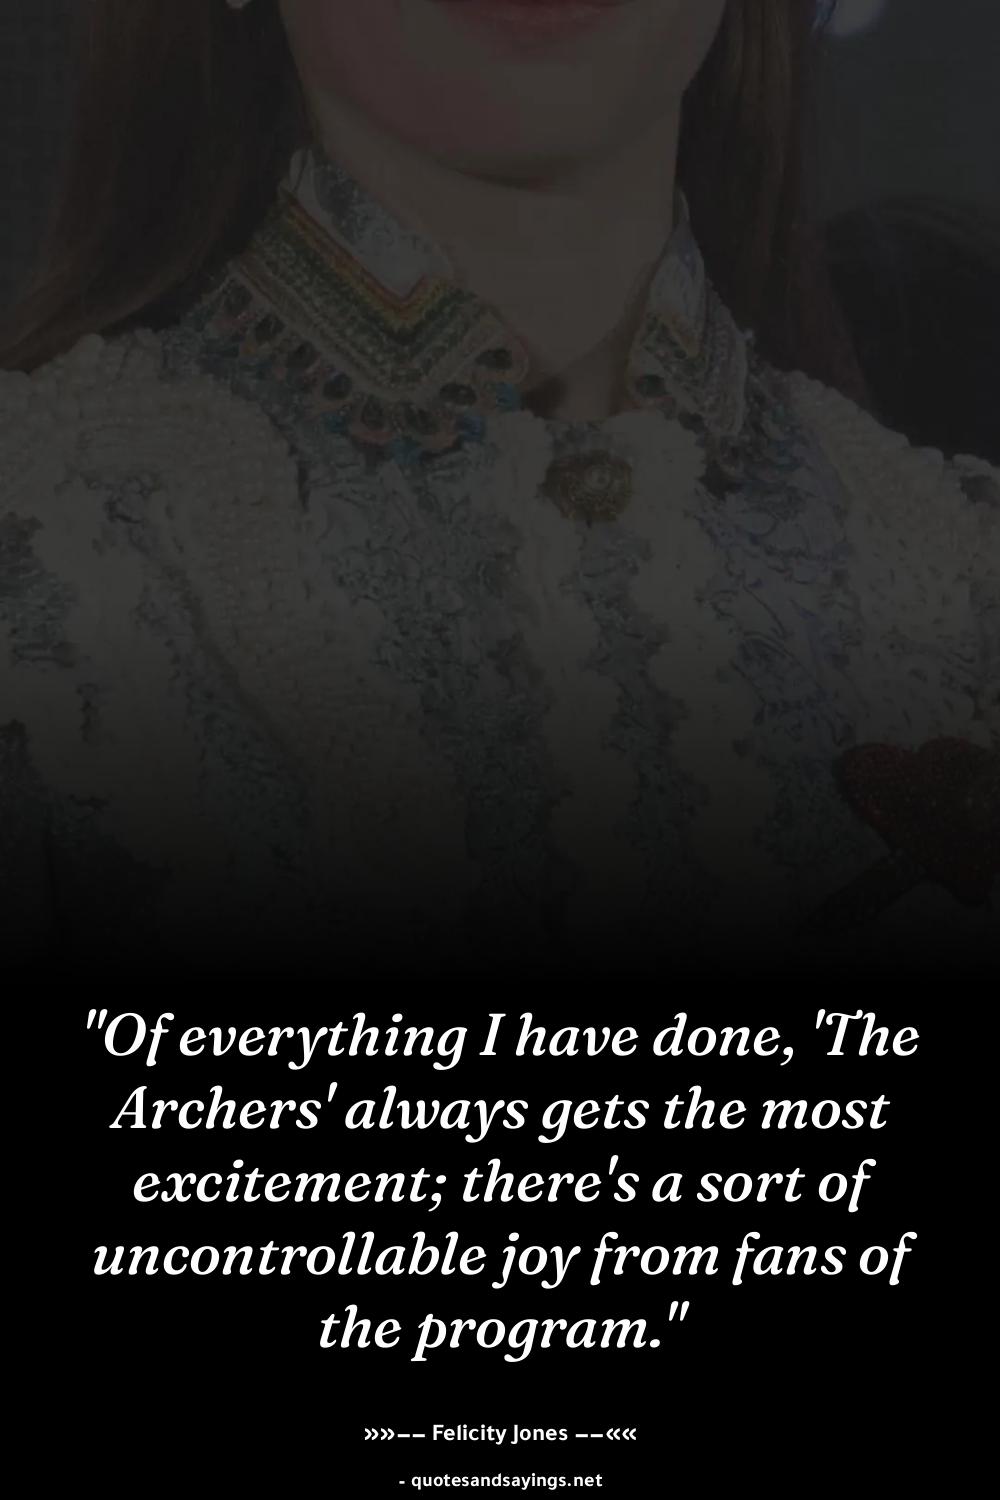 "Of everything I have done, 'The
Archers' always gets the most
excitement; there's a sort of
uncontrollable joy from fans of
the program."
»»—— Felicity Jones ——««
- quotesandsayings.net